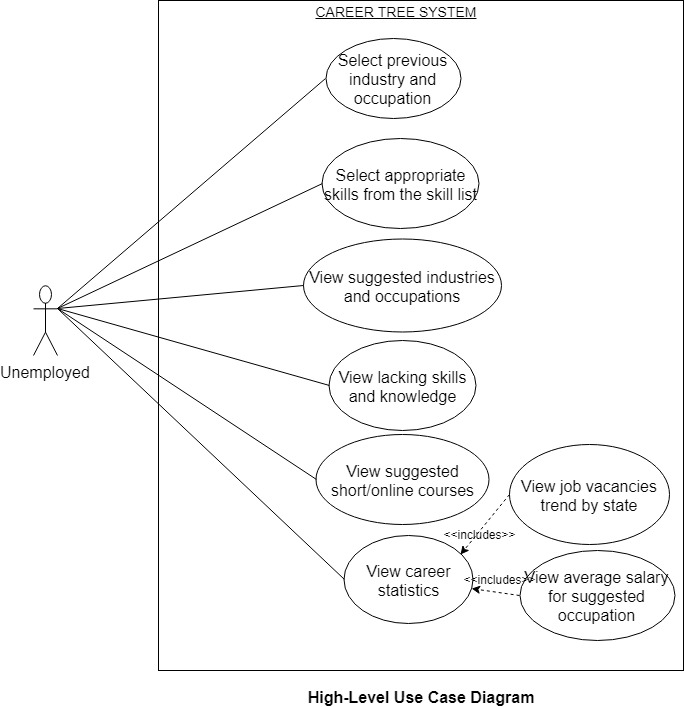 CAREER TREE SYSTEM
Select previous
industry and
occupation
Select appropriate
skills from the skill list
View suggested industries
and occupations
Unemployed
View lacking skills
and knowledge
View suggested
short/online courses
View job vacancies
trend by state
<<includes>>
View career
statistics
<<includes>>
View average salary
for suggested
occupation
High-Level Use Case Diagram